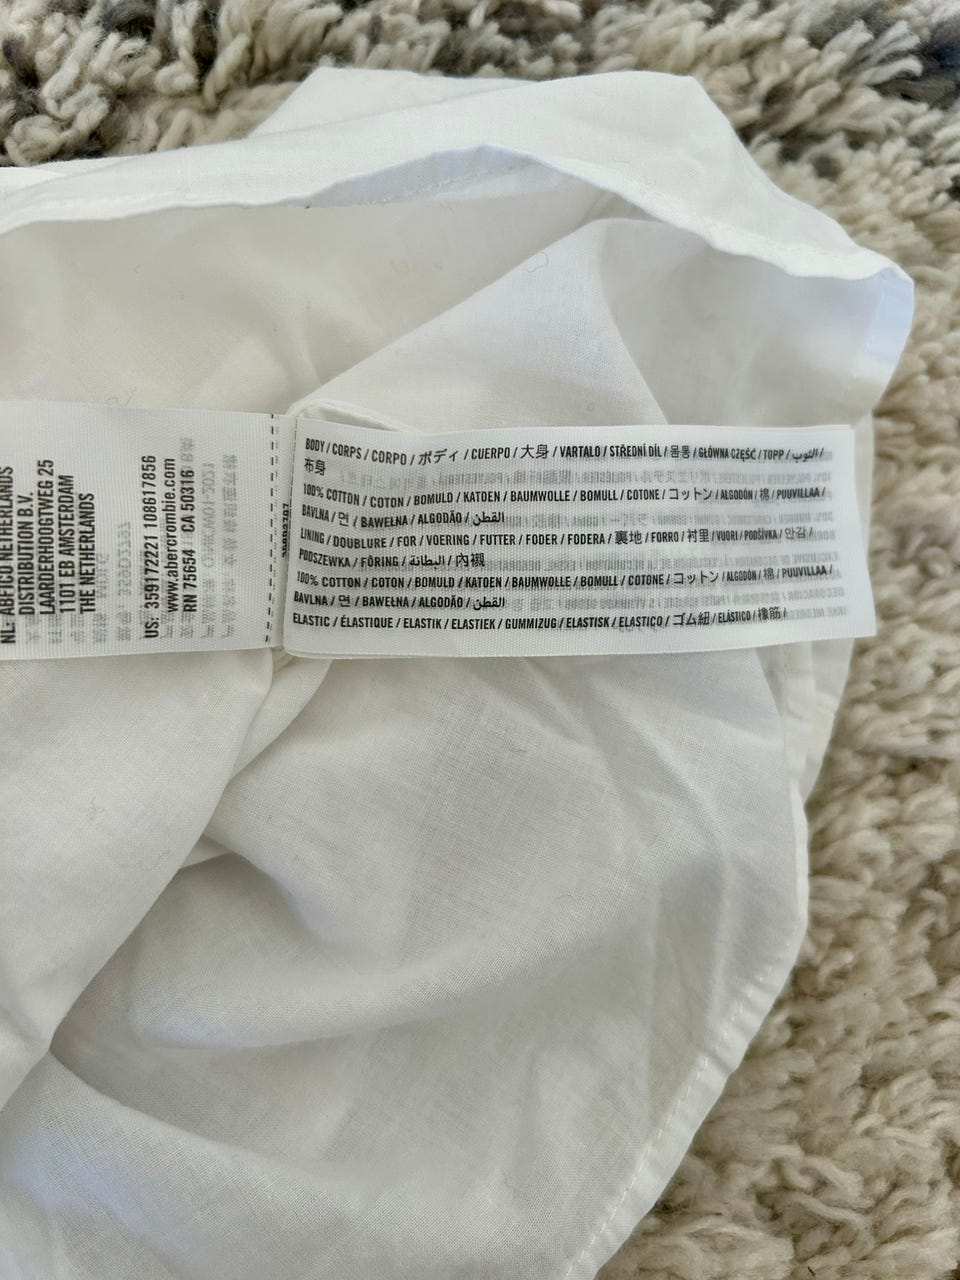 NL: ABFICO NETHERLANDS
DISTRIBUTION B.V.
LAARDERHOOGTWEG 25
1101 EB AMSTERDAM
THE NETHERLANDS
US: 3591172221 108617856
www.abercrombie.com
RN 75654 CA 50316
BODY / CORPS / CORPO / ボディ / CUERPO / 大身 / VARTALO / STŘEDNÍ DÍL / 몸통 / GŁÓWNA CZĘŚĆ / TOPP / الثوب /
布身
100% COTTON / COTON / BOMULD / KATOEN / BAUMWOLLE / BOMULL / COTONE / コットン / ALGODÓN / 棉 / PUUVILLAA /
BAVLNA / 면 / BAWEŁNA / ALGODÃO / القطن
LINING / DOUBLURE / FOR / VOERING / FUTTER / FODER / FODERA / 裏地 / FORRO / 衬里 / VUORI / PODŠÍVKA / 안감 /
PODSZEWKA / FÖRING / البطانة / 內襯
100% COTTON / COTON / BOMULD / KATOEN / BAUMWOLLE / BOMULL / COTONE / コットン / ALGODÓN / 棉 / PUUVILLAA /
BAVLNA / 면 / BAWEŁNA / ALGODÃO / القطن
ELASTIC / ÉLASTIQUE / ELASTIK / ELASTIEK / GUMMIZUG / ELASTISK / ELASTICO / ゴム紐 / ELÁSTICO / 橡筋 /